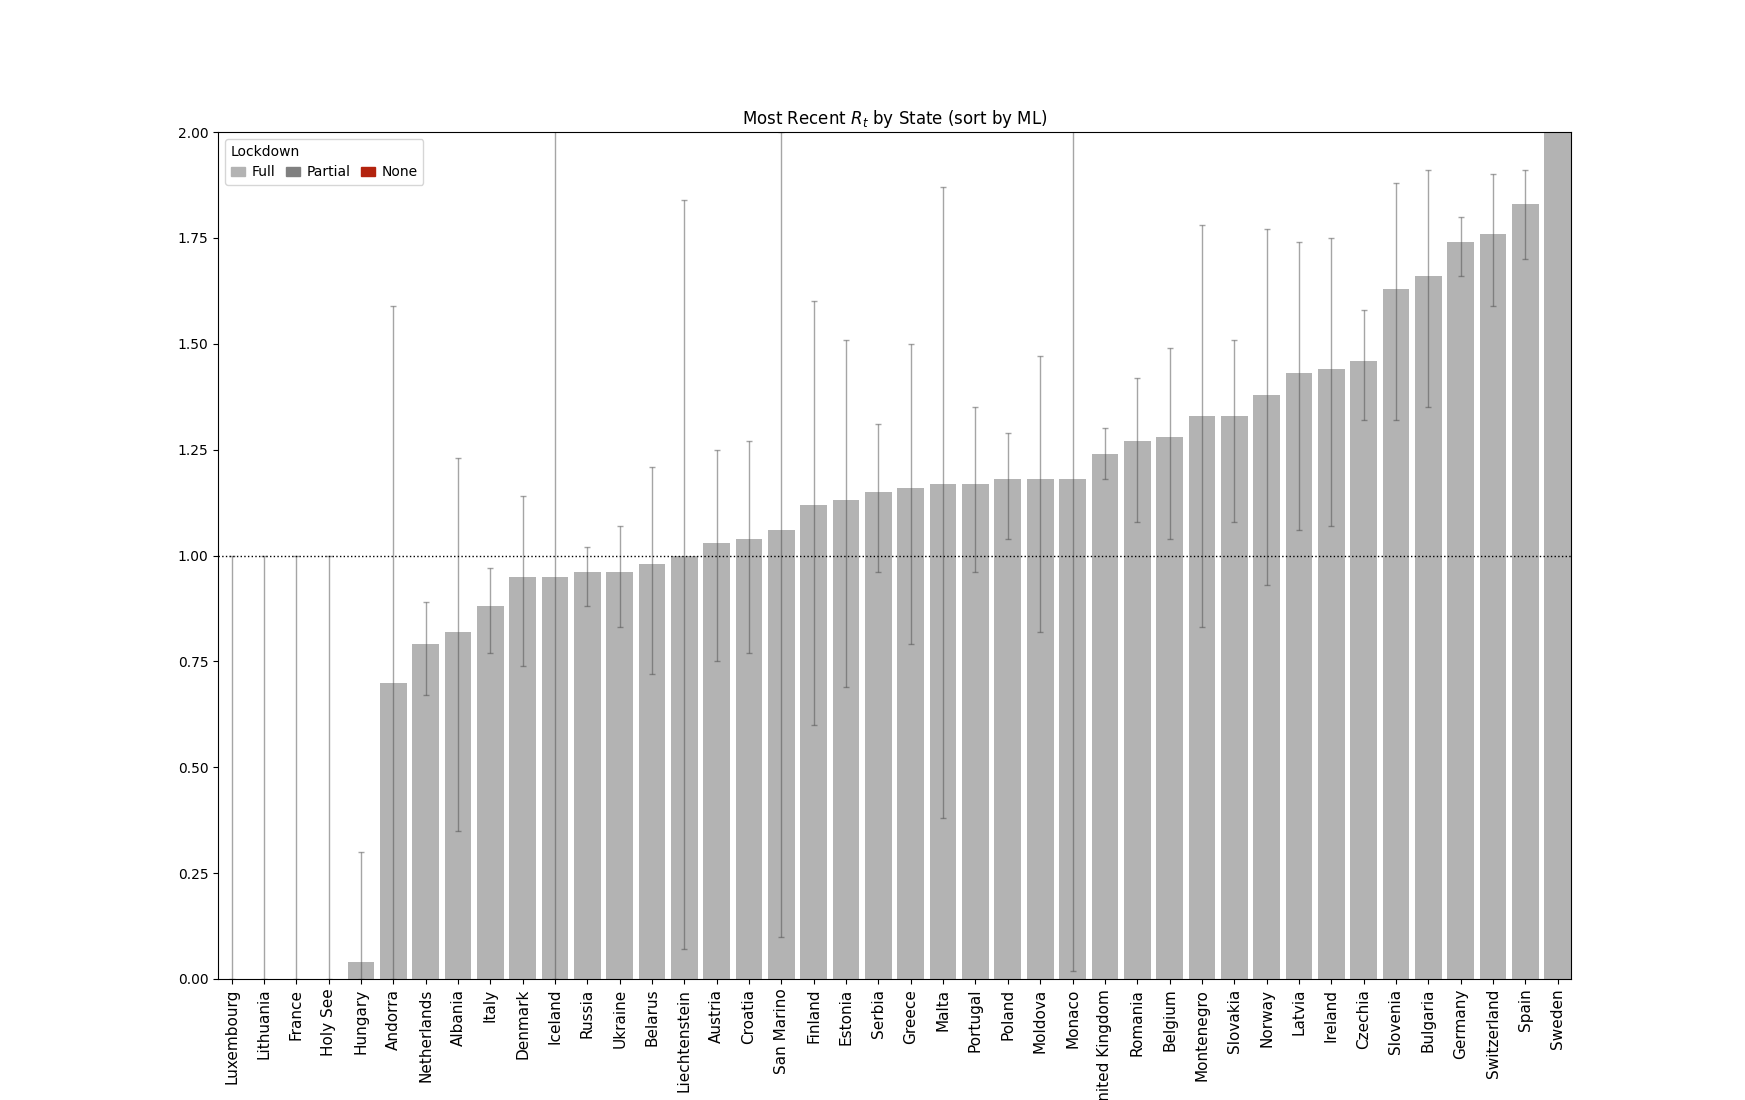 Most Recent R_t by State (sort by ML)
Lockdown
Full Partial None
2.00
1.75
1.50
1.25
1.00
0.75
0.50
0.25
0.00
Luxembourg
Lithuania
France
Holy See
Hungary
Andorra
Netherlands
Albania
Italy
Denmark
Iceland
Russia
Ukraine
Belarus
Liechtenstein
Austria
Croatia
San Marino
Finland
Estonia
Serbia
Greece
Malta
Portugal
Poland
Moldova
Monaco
nited Kingdom
Romania
Belgium
Montenegro
Slovakia
Norway
Latvia
Ireland
Czechia
Slovenia
Bulgaria
Germany
Switzerland
Spain
Sweden